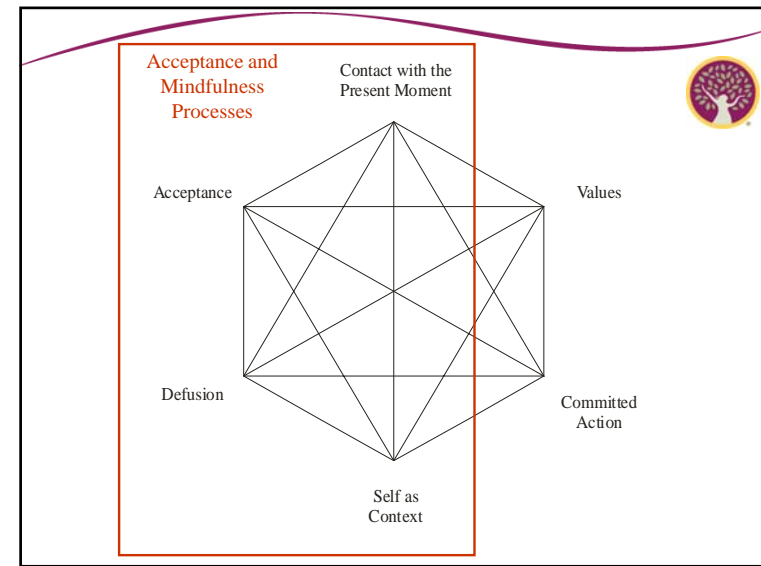 Acceptance and
Mindfulness
Processes
Contact with the
Present Moment
Acceptance
Values
Defusion
Committed
Action
Self as
Context